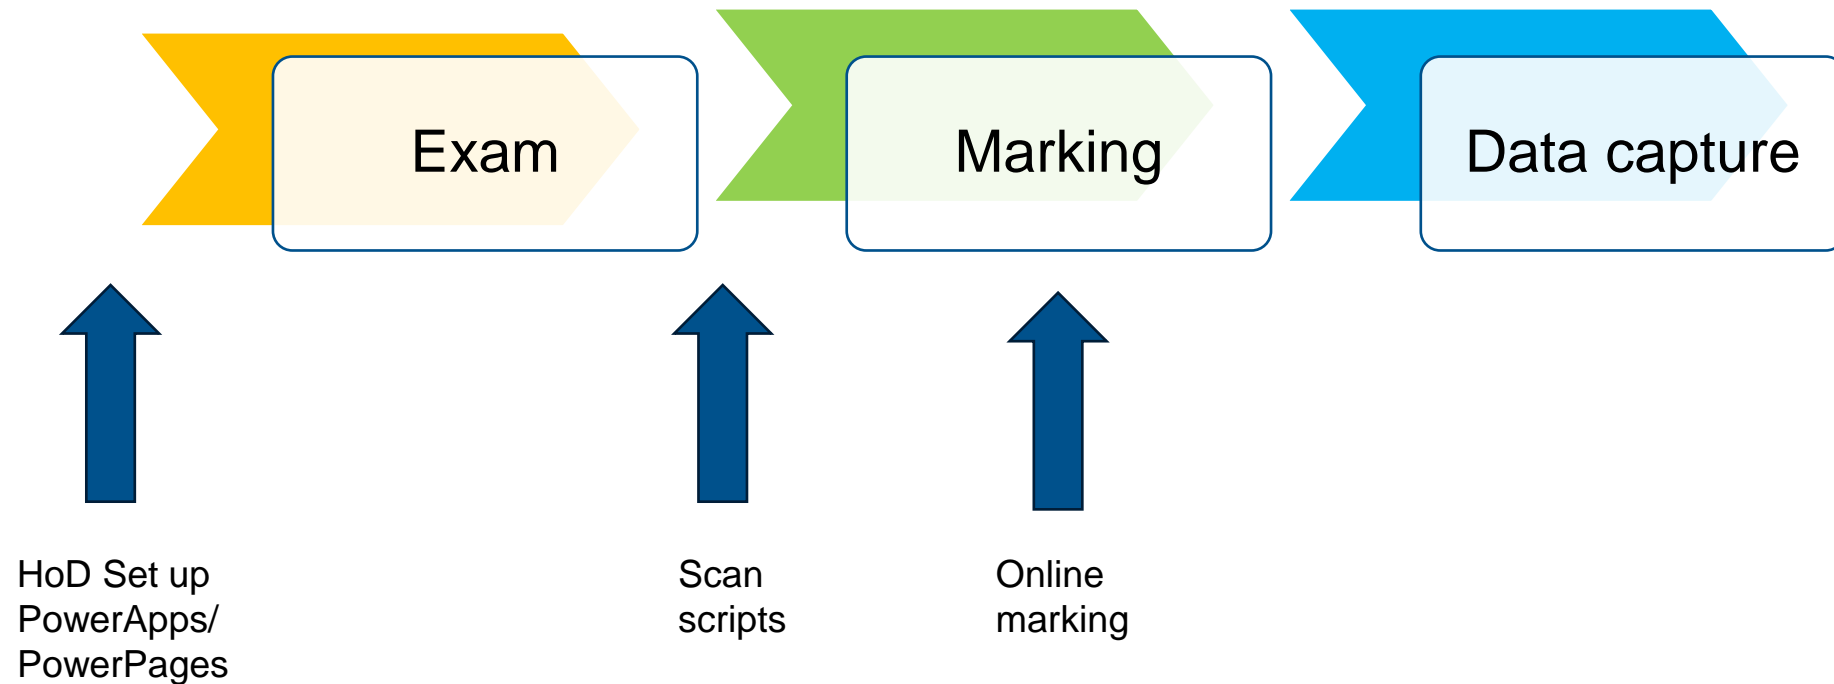 Exam
Marking
Data capture
HoD Set up
PowerApps/
PowerPages
Scan
scripts
Online
marking